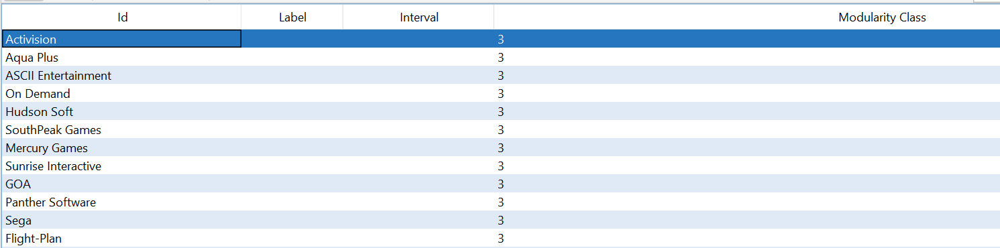 Id Label Interval Modularity Class
Activision 3
Aqua Plus 3
ASCII Entertainment 3
On Demand 3
Hudson Soft 3
SouthPeak Games 3
Mercury Games 3
Sunrise Interactive 3
GOA 3
Panther Software 3
Sega 3
Flight-Plan 3